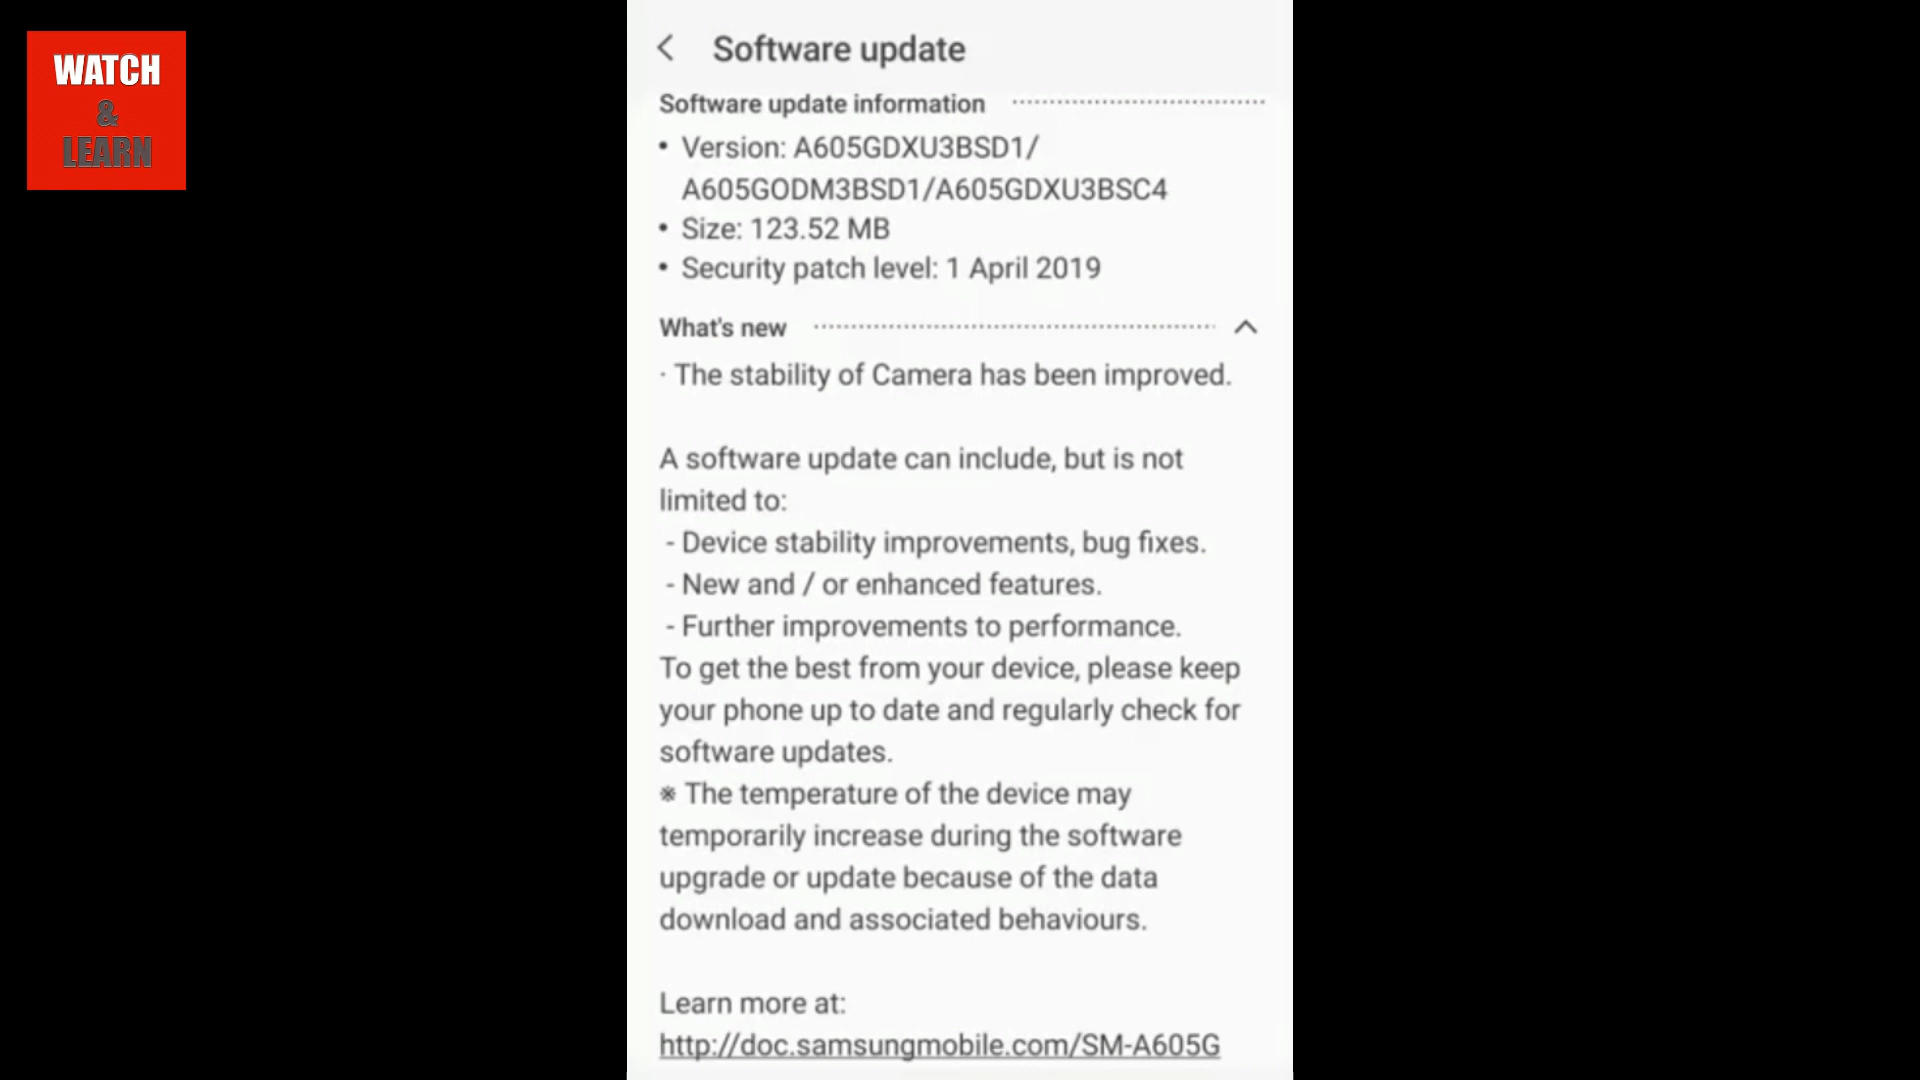 WATCH
&
LEARN
Software update
Software update information
• Version: A605GDXU3BSD1/
A605GODM3BSD1/A605GDXU3BSC4
• Size: 123.52 MB
• Security patch level: 1 April 2019
What's new
· The stability of Camera has been improved.
A software update can include, but is not
limited to:
- Device stability improvements, bug fixes.
- New and / or enhanced features.
- Further improvements to performance.
To get the best from your device, please keep
your phone up to date and regularly check for
software updates.
※ The temperature of the device may
temporarily increase during the software
upgrade or update because of the data
download and associated behaviours.
Learn more at:
http://doc.samsungmobile.com/SM-A605G